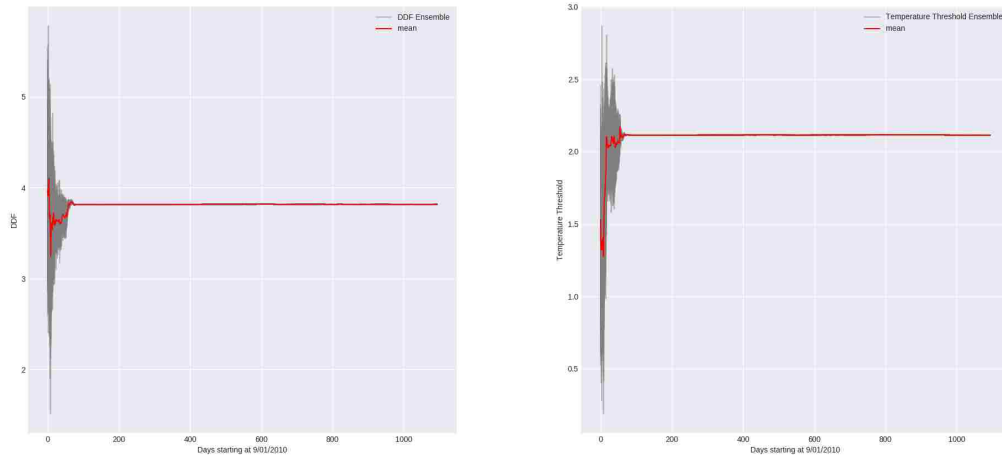 DDF Ensemble
mean
5
4
3
2
DDF
0
200
400
600
800
1000
Days starting at 9/01/2010
Temperature Threshold Ensemble
mean
3.0
2.5
2.0
1.5
1.0
0.5
Temperature Threshold
0
200
400
600
800
1000
Days starting at 9/01/2010